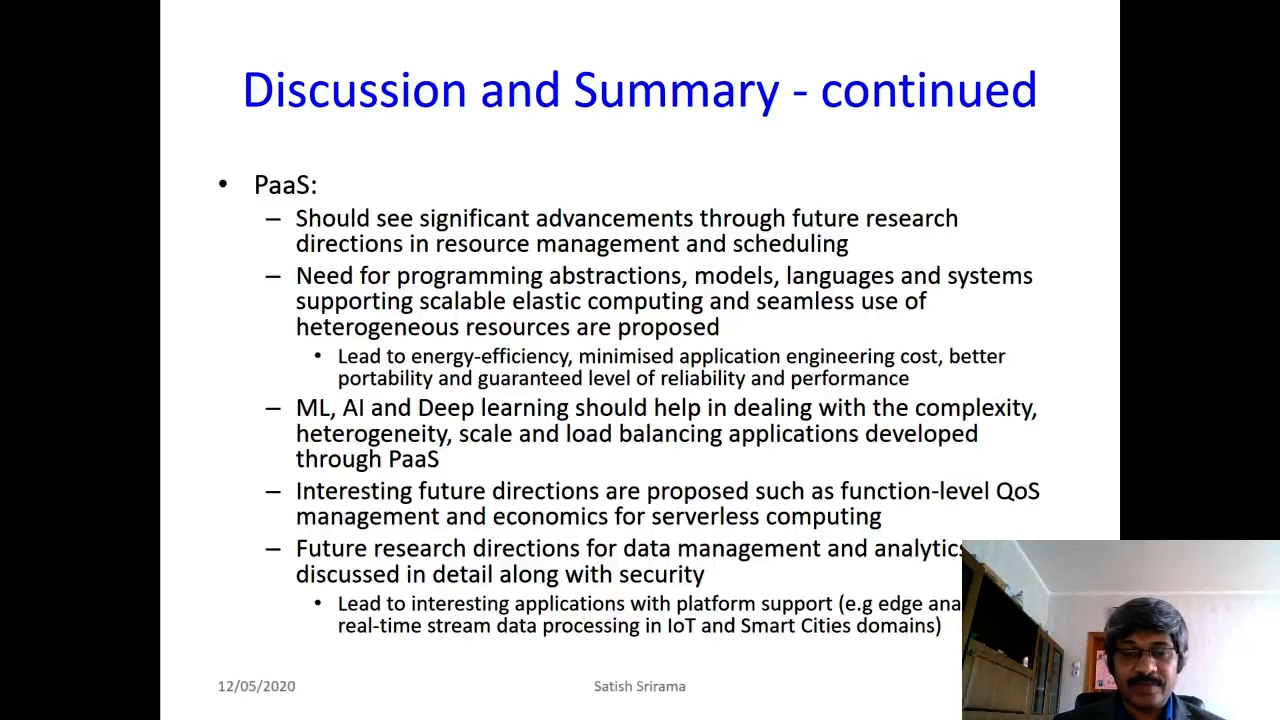 Discussion and Summary - continued
• PaaS:
– Should see significant advancements through future research
directions in resource management and scheduling
– Need for programming abstractions, models, languages and systems
supporting scalable elastic computing and seamless use of
heterogeneous resources are proposed
• Lead to energy-efficiency, minimised application engineering cost, better
portability and guaranteed level of reliability and performance
– ML, AI and Deep learning should help in dealing with the complexity,
heterogeneity, scale and load balancing applications developed
through PaaS
– Interesting future directions are proposed such as function-level QoS
management and economics for serverless computing
– Future research directions for data management and analytics
discussed in detail along with security
• Lead to interesting applications with platform support (e.g edge
real-time stream data processing in IoT and Smart Cities domains)
12/05/2020
Satish Srirama